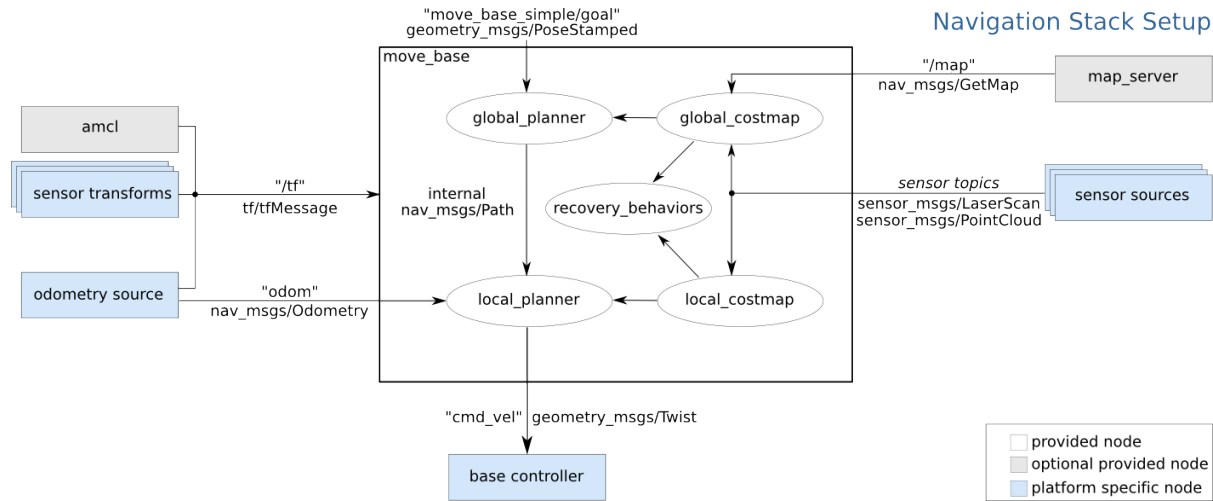 "move_base_simple/goal"
geometry_msgs/PoseStamped
Navigation Stack Setup
move_base
"/map"
nav_msgs/GetMap
map_server
amcl
global_planner
global_costmap
sensor transforms
"/tf"
tf/tfMessage
internal
nav_msgs/Path
recovery_behaviors
sensor topics
sensor_msgs/LaserScan
sensor_msgs/PointCloud
sensor sources
odometry source
"odom"
nav_msgs/Odometry
local_planner
local_costmap
"cmd_vel" geometry_msgs/Twist
base controller
provided node
optional provided node
platform specific node